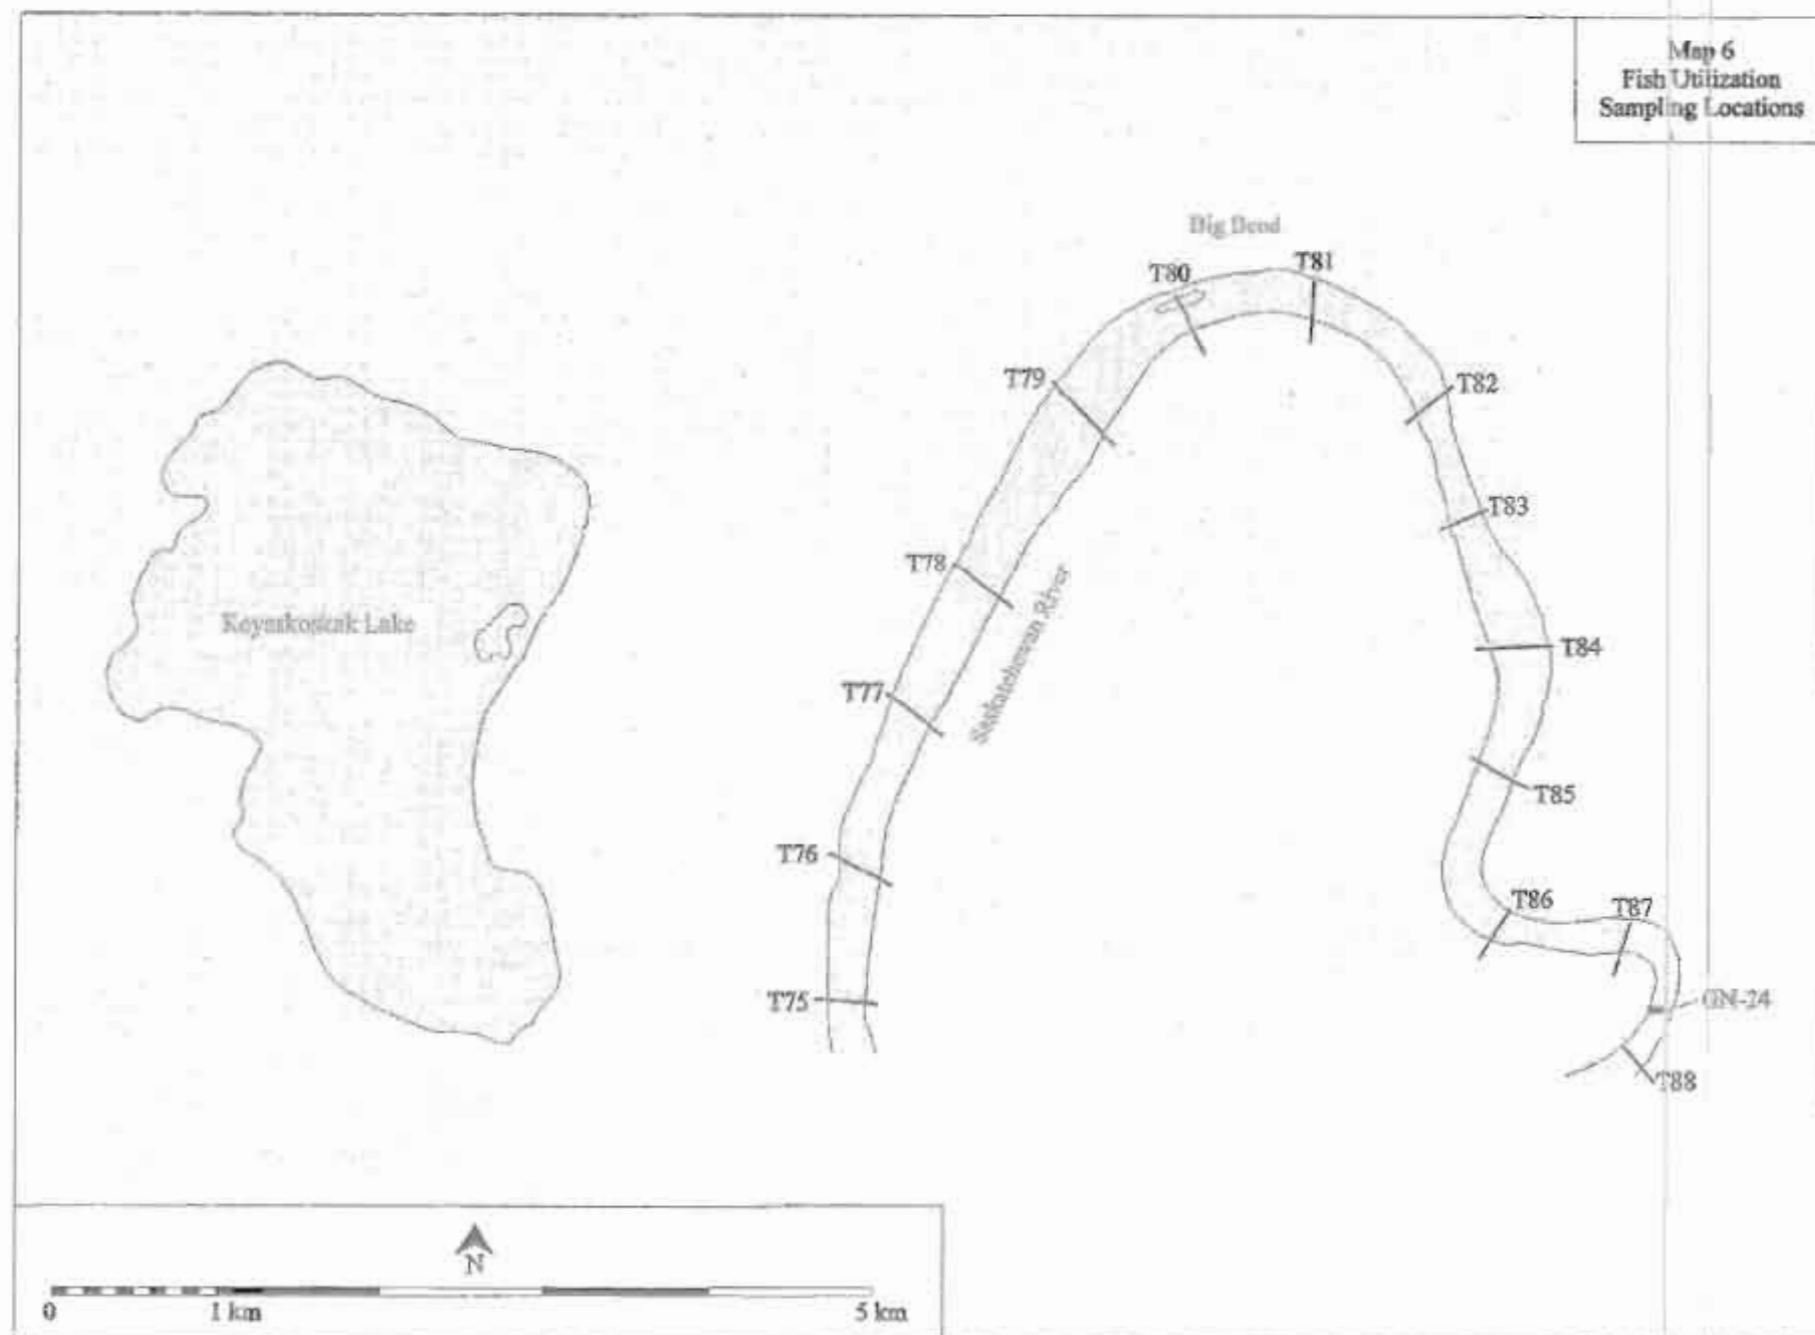 Map 6
Fish Utilization
Sampling Locations
Big Bend
T80
T81
T79
T82
T83
T78
Saskatchewan River
Lake
T84
T77
T85
T76
T86
T87
T75
GN-24
T88
N
0
1 km
5 km